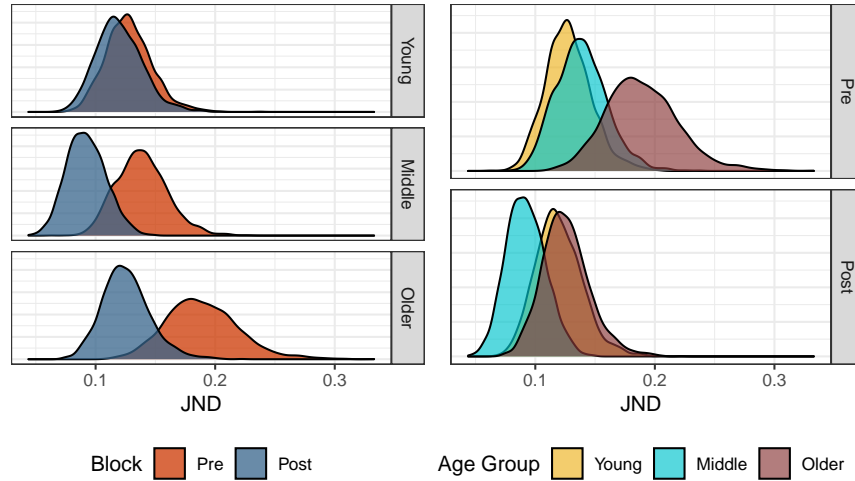 Young
Middle
Older
0.1 0.2 0.3
JND
Block Pre Post
Pre
Post
0.1 0.2 0.3
JND
Age Group Young Middle Older